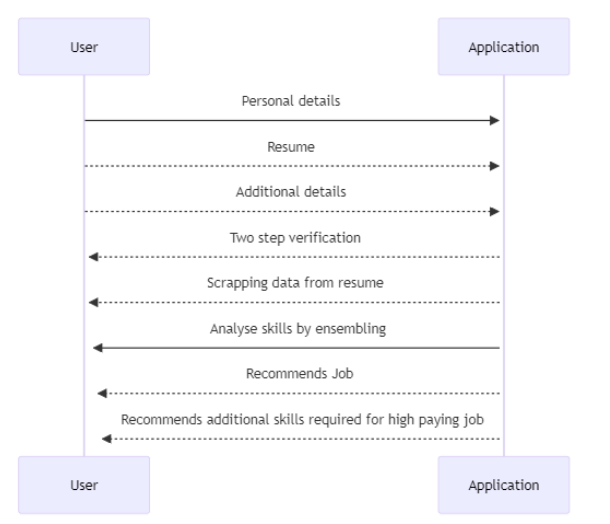 User
Application
Personal details
Resume
Additional details
Two step verification
Scrapping data from resume
Analyse skills by ensembling
Recommends Job
Recommends additional skills required for high paying job
User
Application